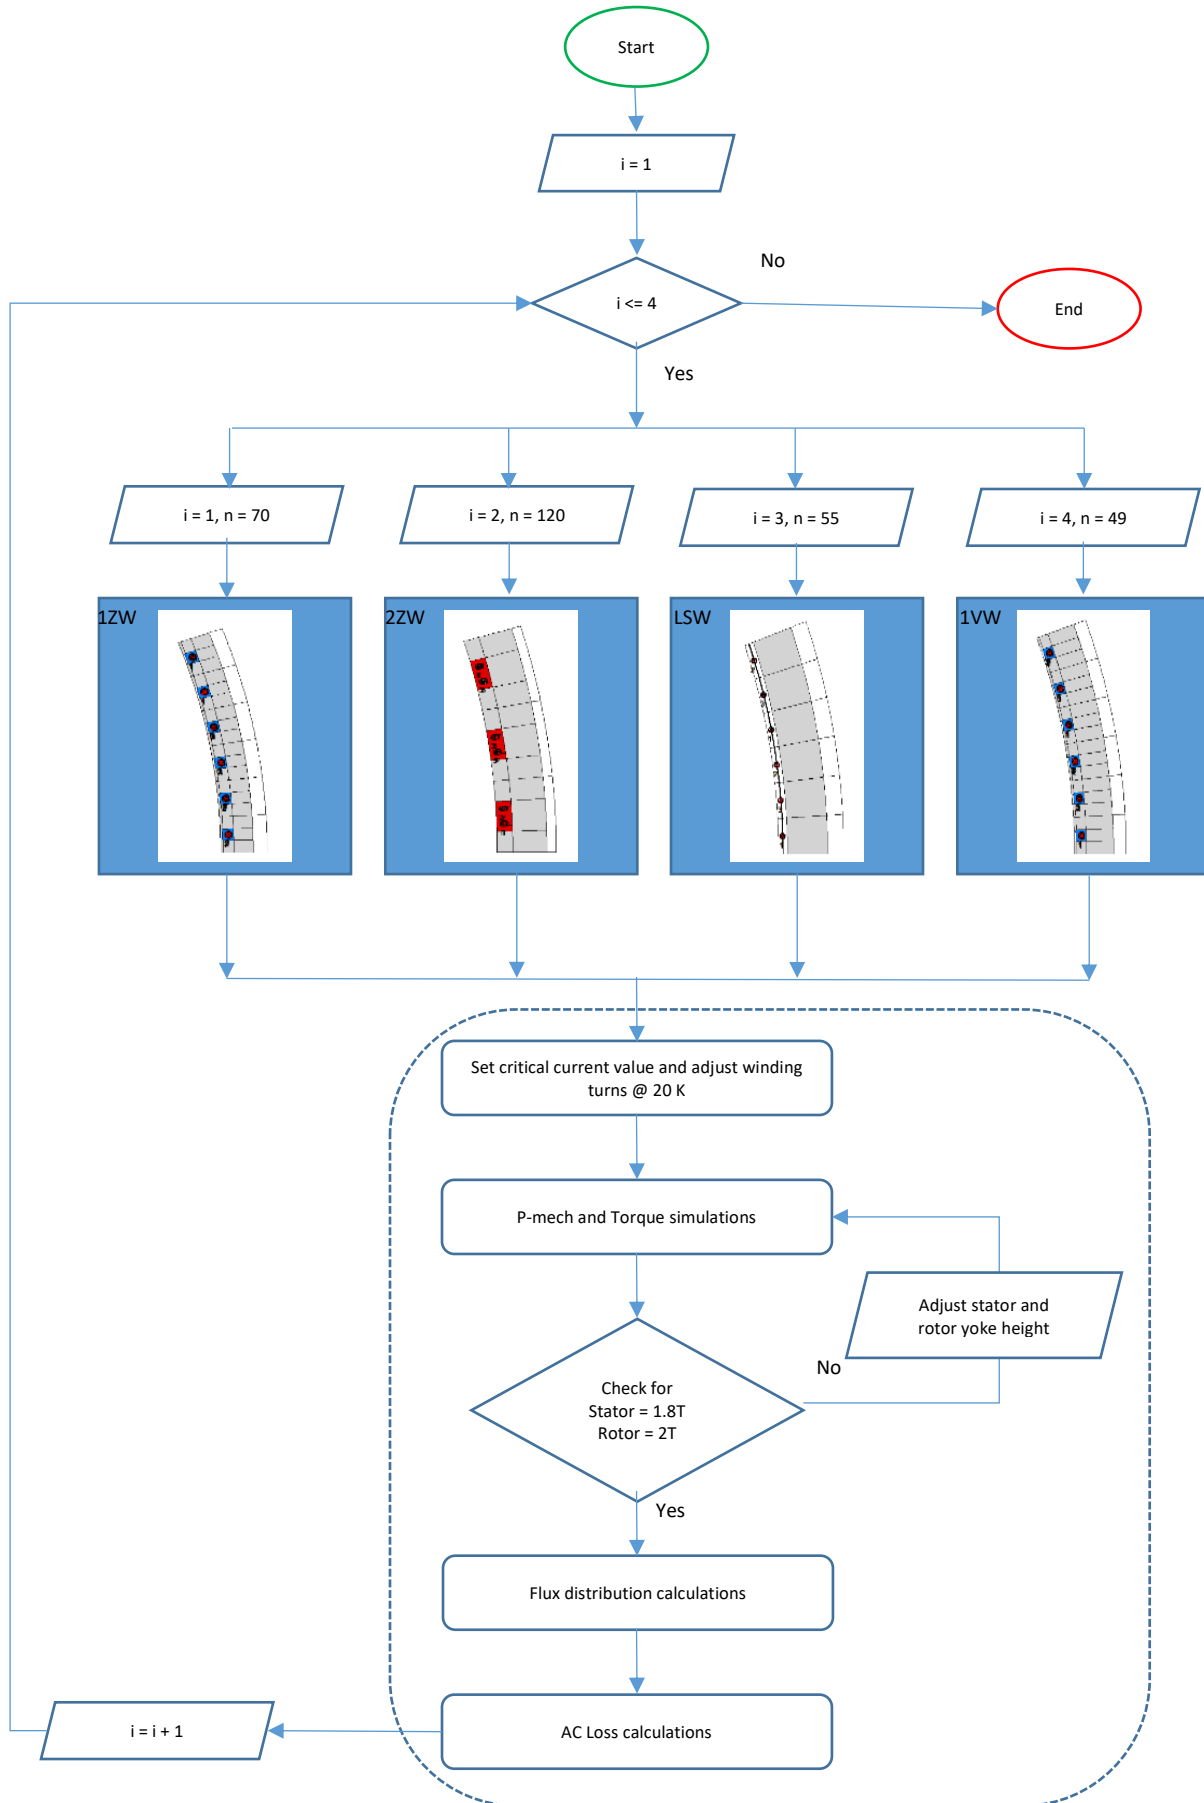 Start
i = 1
No
i <= 4
End
Yes
i = 1, n = 70
i = 2, n = 120
i = 3, n = 55
i = 4, n = 49
1ZW
2ZW
LSW
1VW
Set critical current value and adjust winding
turns @ 20 K
P-mech and Torque simulations
Adjust stator and
rotor yoke height
No
Check for
Stator = 1.8T
Rotor = 2T
Yes
Flux distribution calculations
AC Loss calculations
i = i + 1